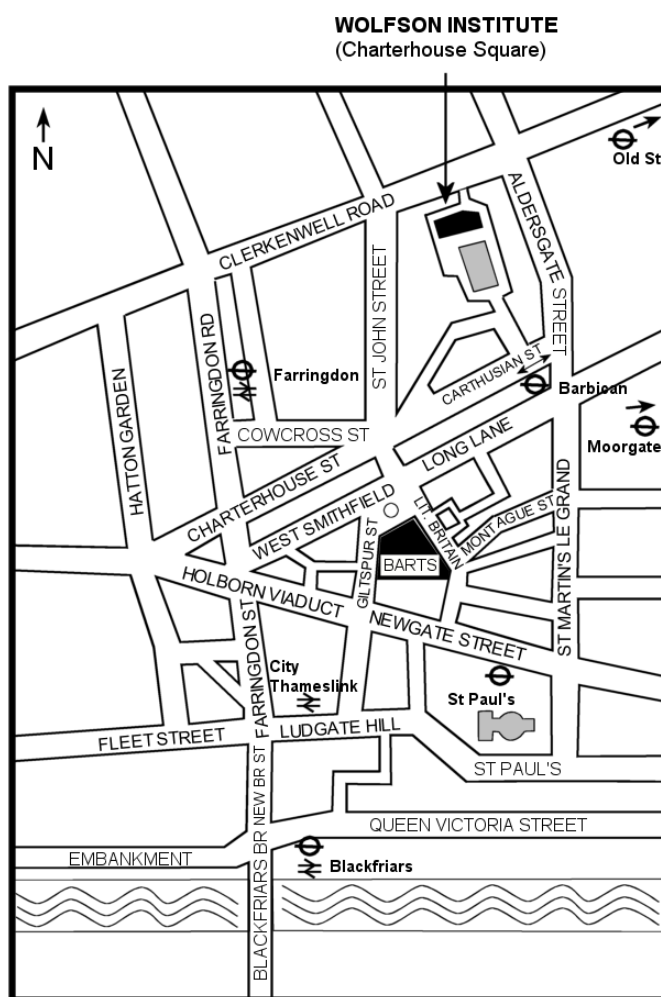 WOLFSON INSTITUTE
(Charterhouse Square)
N
Old St
CLERKENWELL ROAD
ALDERSGATE STREET
ST JOHN STREET
FARRINGDON RD
Farringdon
HATTON GARDEN
CARTHUSIAN ST
Barbican
COWCROSS ST
LONG LANE
Moorgate
CHARTERHOUSE ST
WEST SMITHFIELD
LIT. BRITAIN
MONTAGUE ST
GILTSPUR ST
BARTS
ST MARTIN'S LE GRAND
HOLBORN VIADUCT
NEWGATE STREET
FARRINGDON ST
City
Thameslink
St Paul's
FLEET STREET
LUDGATE HILL
ST PAUL'S
NEW BR ST
QUEEN VICTORIA STREET
EMBANKMENT
Blackfriars
BLACKFRIARS BR